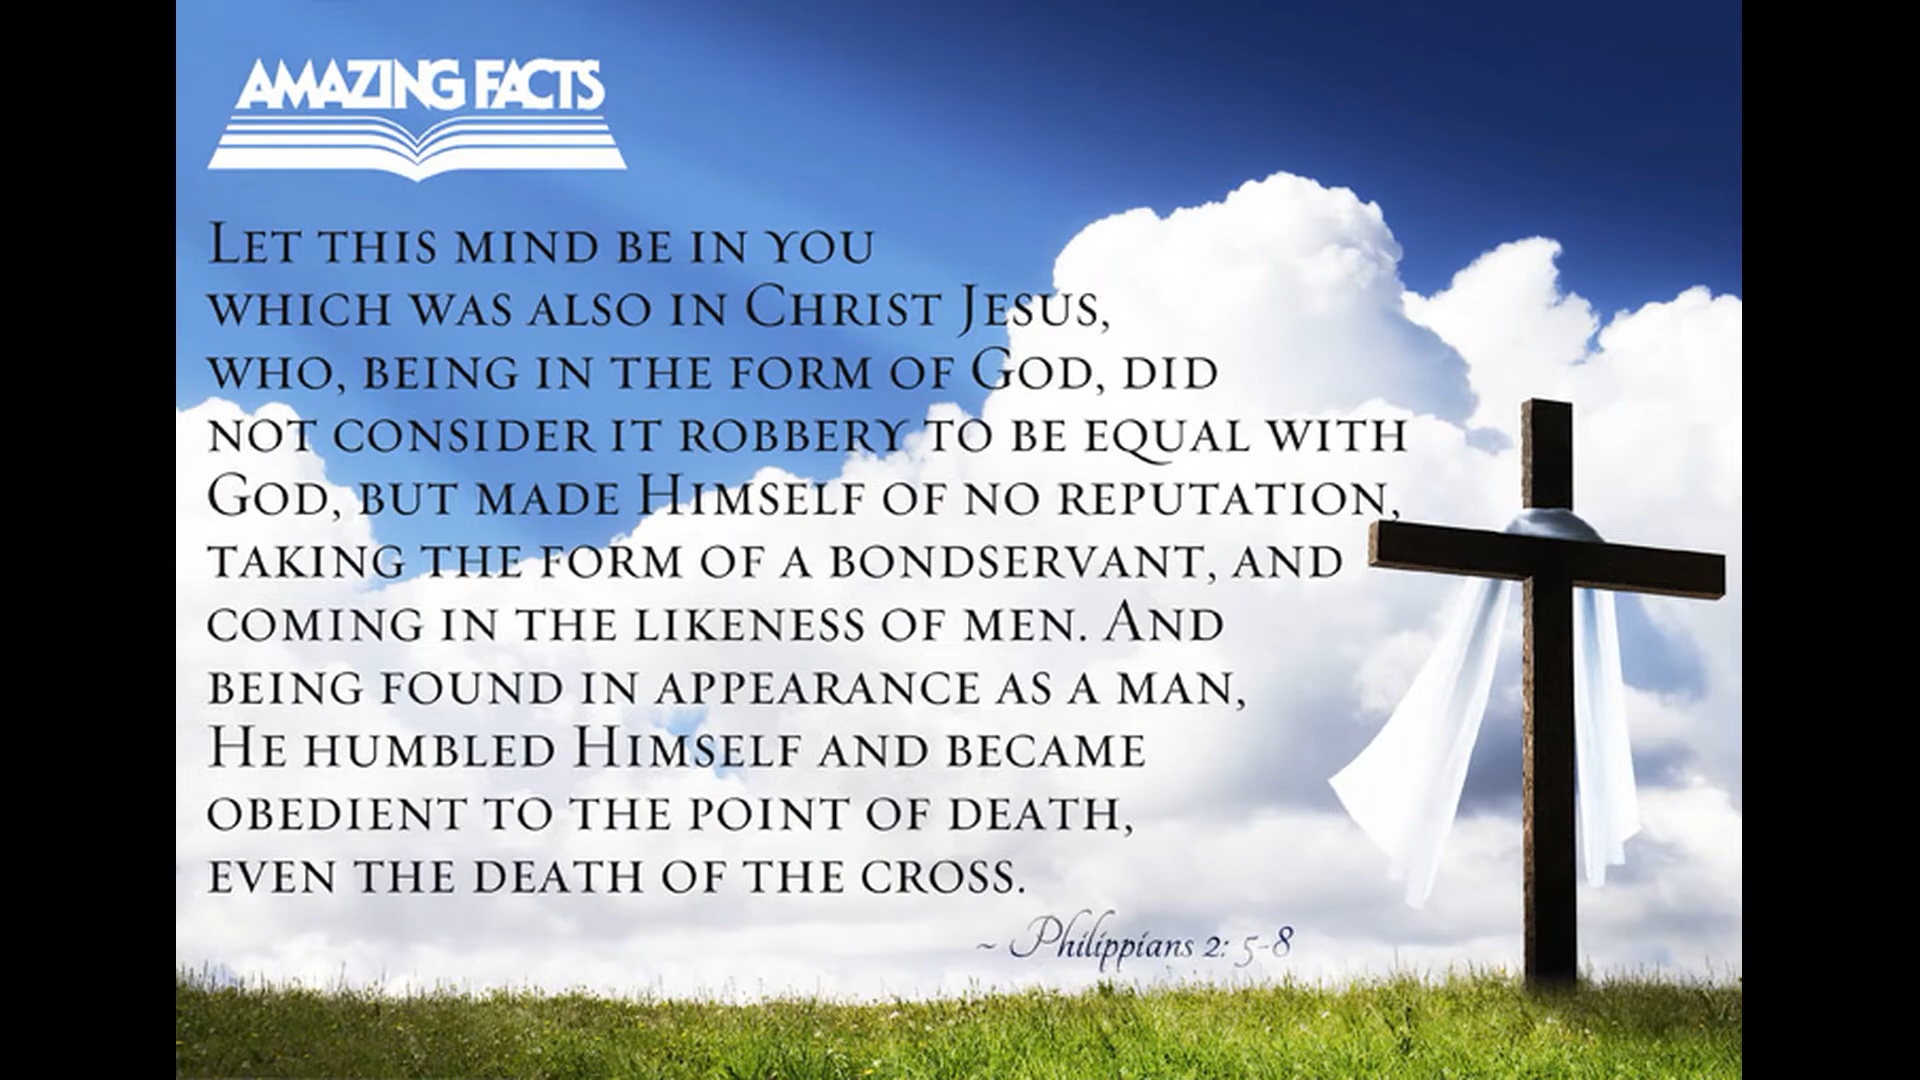 AMAZING FACTS
Let this mind be in you
which was also in Christ Jesus,
who, being in the form of God, did
not consider it robbery to be equal with
God, but made Himself of no reputation,
taking the form of a bondservant, and
coming in the likeness of men. And
being found in appearance as a man,
He humbled Himself and became
obedient to the point of death,
even the death of the cross.
~ Philippians 2: 5-8